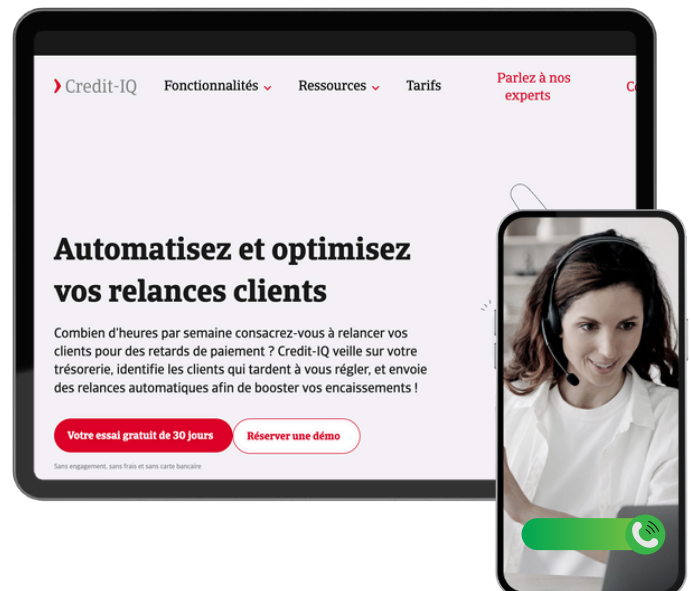 Credit-IQ
Fonctionnalités
Ressources
Tarifs
Parlez à nos
experts
Automatisez et optimisez
vos relances clients
Combien d'heures par semaine consacrez-vous à relancer vos
clients pour des retards de paiement ? Credit-IQ veille sur votre
trésorerie, identifie les clients qui tardent à vous régler, et envoie
des relances automatiques afin de booster vos encaissements !
Votre essai gratuit de 30 jours
Réserver une démo
Sans engagement, sans frais et sans carte bancaire